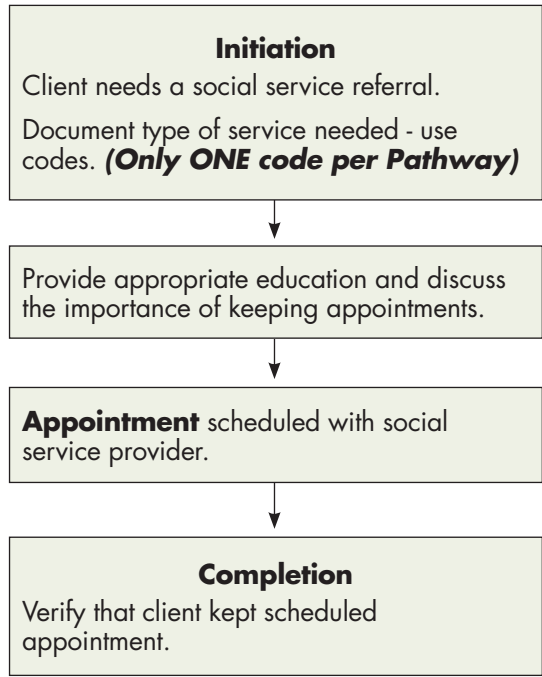 Initiation
Client needs a social service referral.
Document type of service needed - use
codes. (Only ONE code per Pathway)
Provide appropriate education and discuss
the importance of keeping appointments.
Appointment scheduled with social
service provider.
Completion
Verify that client kept scheduled
appointment.